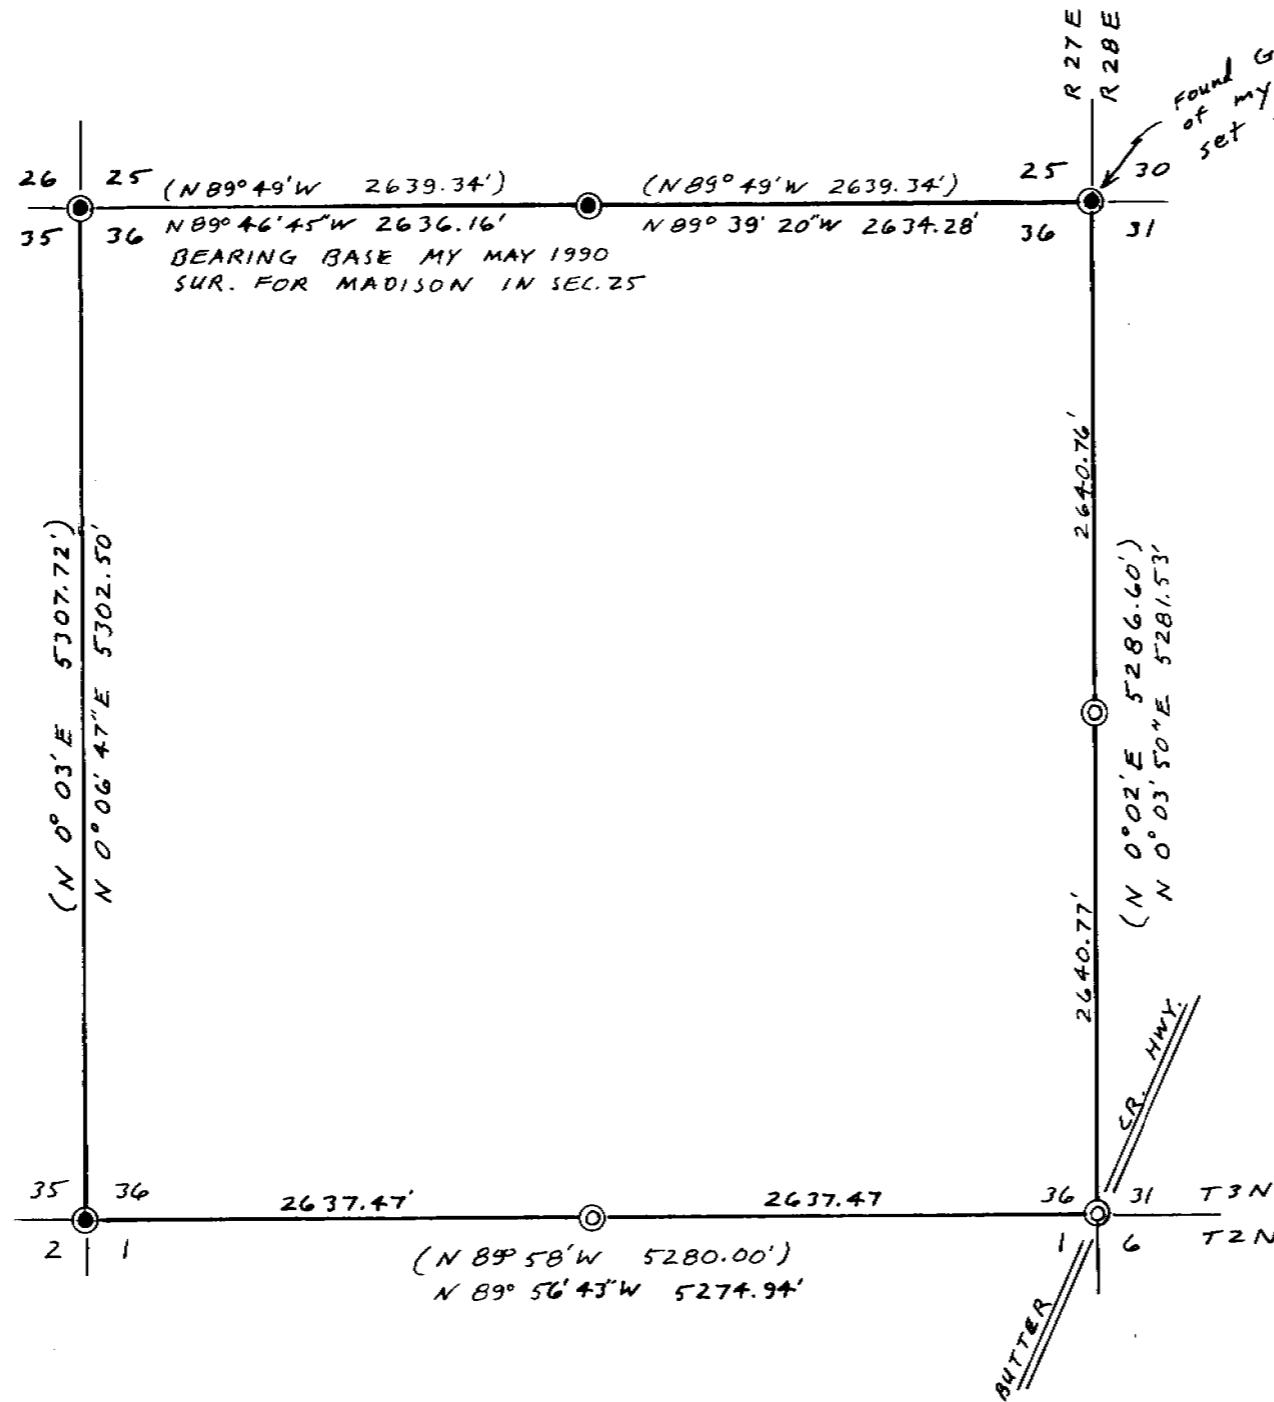 R 27 E
R 28 E
Found G
of my
set
26 25
(N 89° 49' W 2639.34')
(N 89° 49' W 2639.34')
25 30
35 36
N 89° 46' 45" W 2636.16'
N 89° 39' 20" W 2634.28'
36 31
BEARING BASE MY MAY 1990
SUR. FOR MADISON IN SEC. 25
(N 0° 03' E 5307.72')
N 0° 06' 47" E 5302.50'
2640.76'
(N 0° 02' E 5286.60')
N 0° 03' 50" E 5281.53'
2640.77'
CR. HWY.
35 36
2637.47'
2637.47
36 31
T 3 N
2 1
1 6
T 2 N
(N 89° 58' W 5280.00')
N 89° 56' 43" W 5274.94'
BUTTER